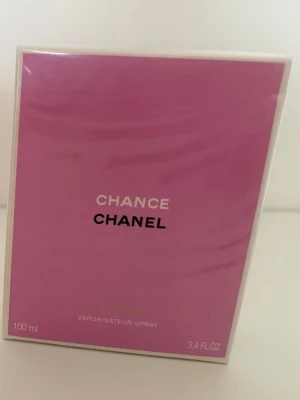 CHANCE
CHANEL
VAPORISATEUR SPRAY
100 ml
3.4 FL.OZ.